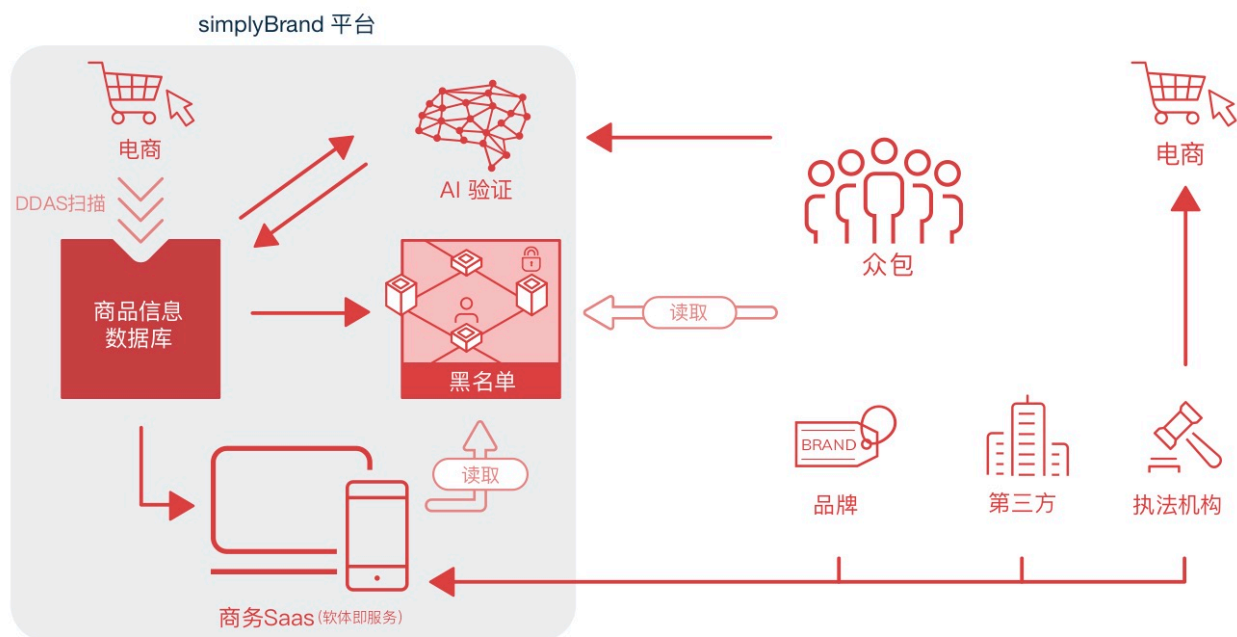 simplyBrand 平台
电商
DDAS扫描
AI 验证
商品信息
数据库
黑名单
读取
商务Saas(软体即服务)
众包
读取
电商
BRAND
品牌
第三方
执法机构